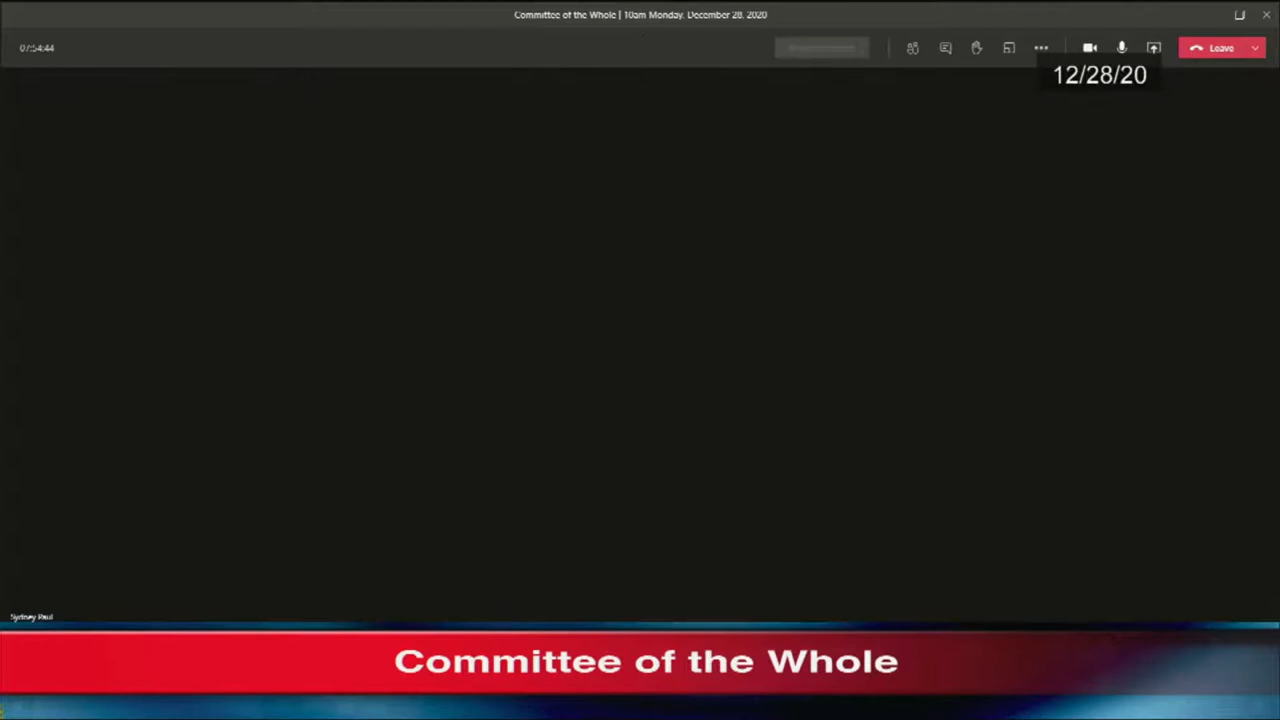 Committee of the Whole | 10am Monday, December 28, 2020
07:54:44
Leave
12/28/20
Sydney Paul
Committee of the Whole